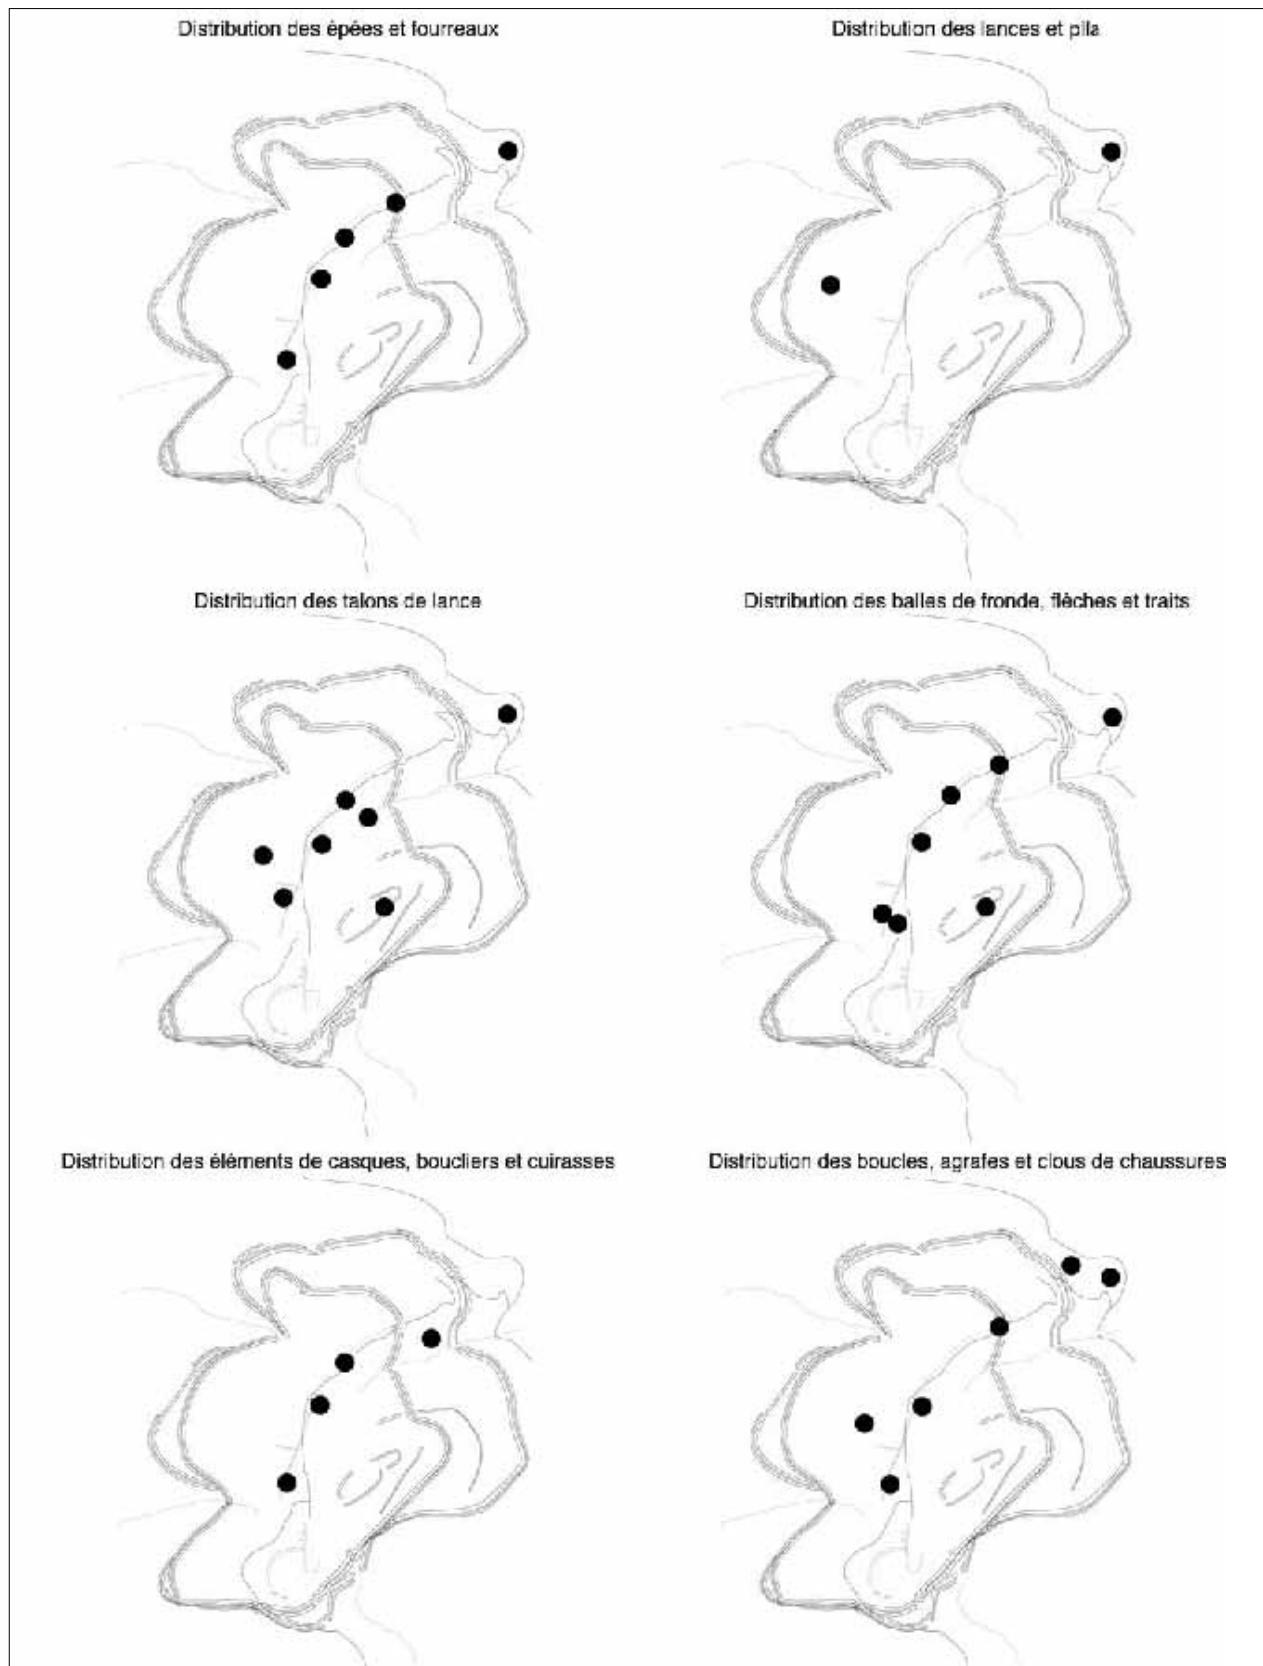 Distribution des épées et fourreaux
Distribution des lances et pila
Distribution des talons de lance
Distribution des balles de fronde, flèches et traits
Distribution des éléments de casques, boucliers et cuirasses
Distribution des boucles, agrafes et clous de chaussures